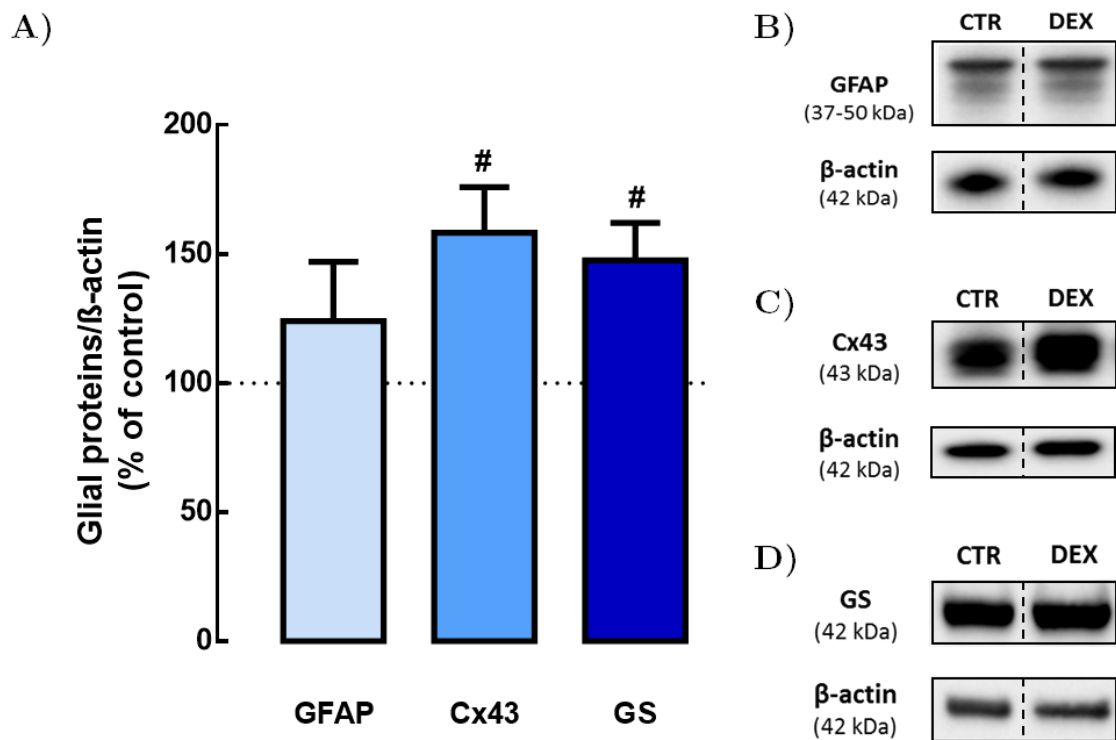 A)
Glial proteins/ß-actin
(% of control)
200
150
100
50
0
#
#
GFAP
Cx43
GS
B)
CTR
DEX
GFAP
(37-50 kDa)
β-actin
(42 kDa)
C)
CTR
DEX
Cx43
(43 kDa)
β-actin
(42 kDa)
D)
CTR
DEX
GS
(42 kDa)
β-actin
(42 kDa)